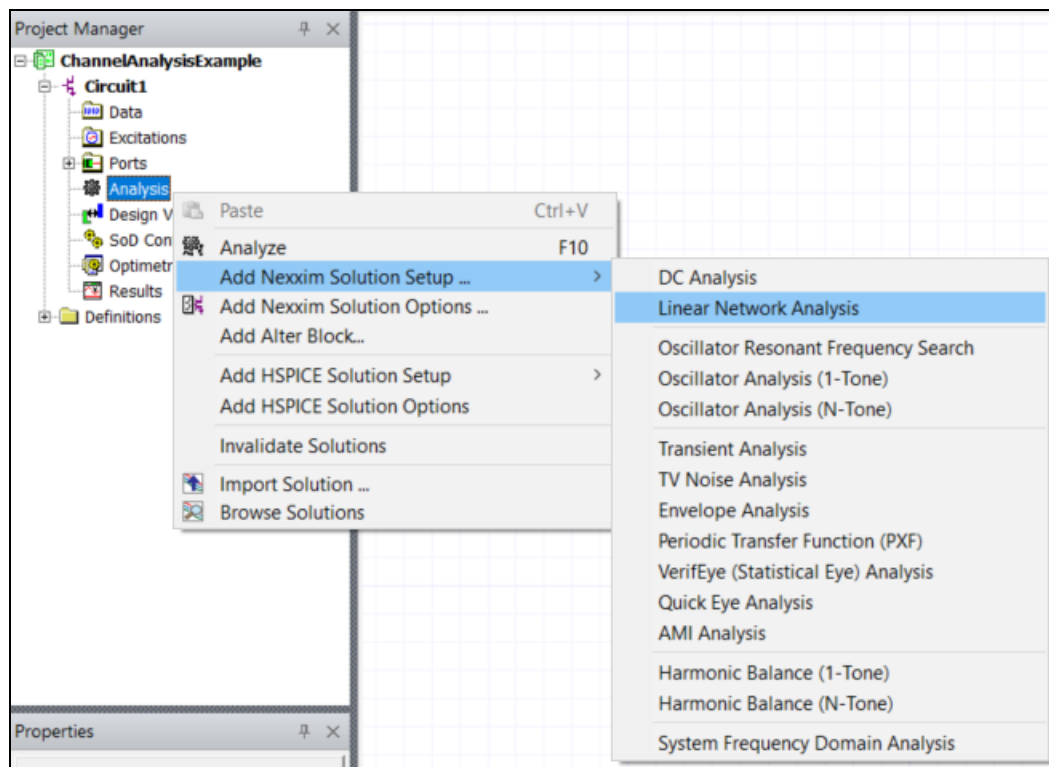 Project Manager
ChannelAnalysisExample
Circuit1
Data
Excitations
Ports
Analysis
Design V
SoD Con
Optimetr
Results
Definitions
Paste Ctrl+V
Analyze F10
Add Nexxim Solution Setup ...
Add Nexxim Solution Options ...
Add Alter Block...
Add HSPICE Solution Setup
Add HSPICE Solution Options
Invalidate Solutions
Import Solution ...
Browse Solutions
DC Analysis
Linear Network Analysis
Oscillator Resonant Frequency Search
Oscillator Analysis (1-Tone)
Oscillator Analysis (N-Tone)
Transient Analysis
TV Noise Analysis
Envelope Analysis
Periodic Transfer Function (PXF)
VerifEye (Statistical Eye) Analysis
Quick Eye Analysis
AMI Analysis
Harmonic Balance (1-Tone)
Harmonic Balance (N-Tone)
System Frequency Domain Analysis
Properties